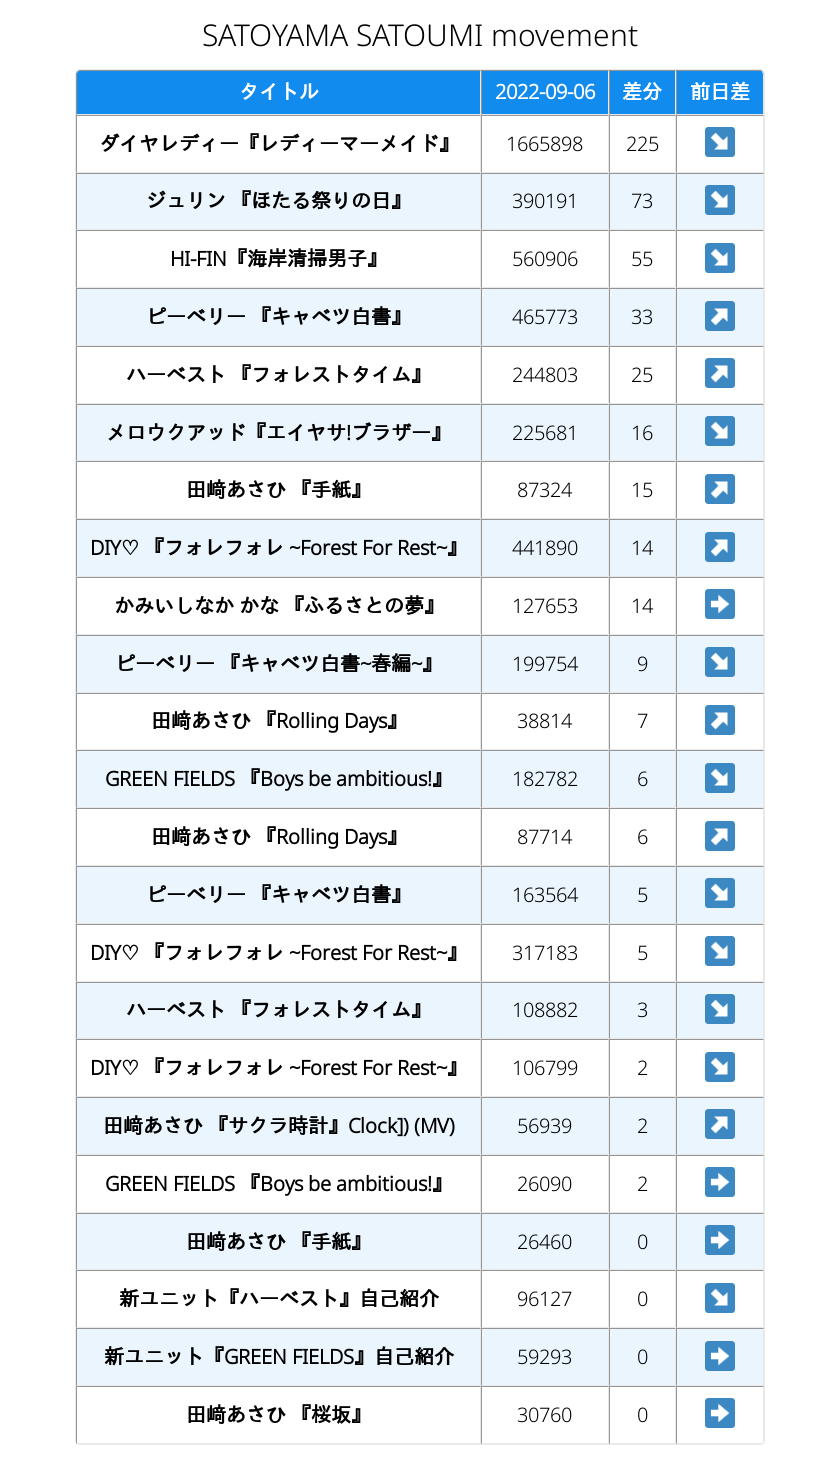 SATOYAMA SATOUMI movement
タイトル 2022-09-06 差分 前日差
ダイヤレディー『レディーマーメイド』 1665898 225
ジュリン 『ほたる祭りの日』 390191 73
HI-FIN『海岸清掃男子』 560906 55
ピーベリー 『キャベツ白書』 465773 33
ハーベスト 『フォレストタイム』 244803 25
メロウクアッド『エイヤサ!ブラザー』 225681 16
田﨑あさひ 『手紙』 87324 15
DIY♡ 『フォレフォレ ~Forest For Rest~』 441890 14
かみいしなか かな 『ふるさとの夢』 127653 14
ピーベリー 『キャベツ白書~春編~』 199754 9
田﨑あさひ 『Rolling Days』 38814 7
GREEN FIELDS 『Boys be ambitious!』 182782 6
田﨑あさひ 『Rolling Days』 87714 6
ピーベリー 『キャベツ白書』 163564 5
DIY♡ 『フォレフォレ ~Forest For Rest~』 317183 5
ハーベスト 『フォレストタイム』 108882 3
DIY♡ 『フォレフォレ ~Forest For Rest~』 106799 2
田﨑あさひ 『サクラ時計』Clock]) (MV) 56939 2
GREEN FIELDS 『Boys be ambitious!』 26090 2
田﨑あさひ 『手紙』 26460 0
新ユニット『ハーベスト』自己紹介 96127 0
新ユニット『GREEN FIELDS』自己紹介 59293 0
田﨑あさひ 『桜坂』 30760 0